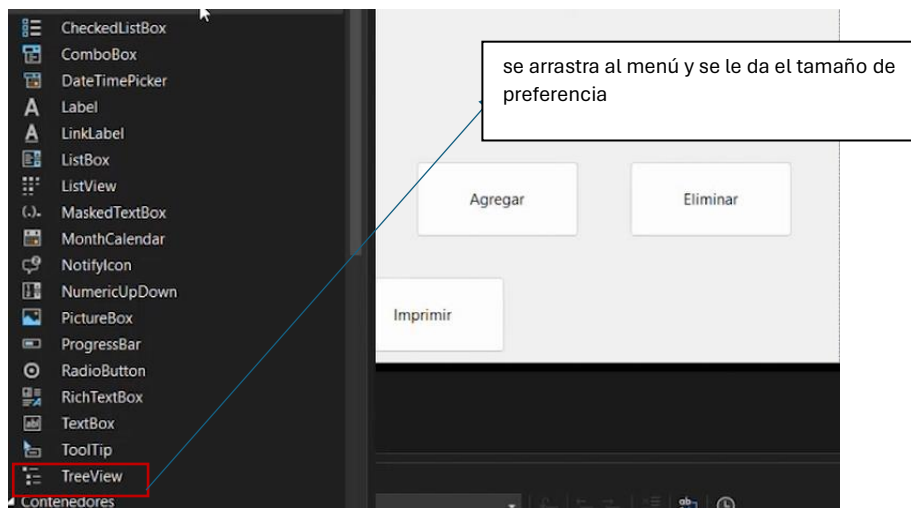 CheckedListBox
ComboBox
DateTimePicker
Label
LinkLabel
ListBox
ListView
MaskedTextBox
MonthCalendar
NotifyIcon
NumericUpDown
PictureBox
ProgressBar
RadioButton
RichTextBox
TextBox
ToolTip
TreeView
Contenedores
se arrastra al menú y se le da el tamaño de
preferencia
Agregar
Eliminar
Imprimir